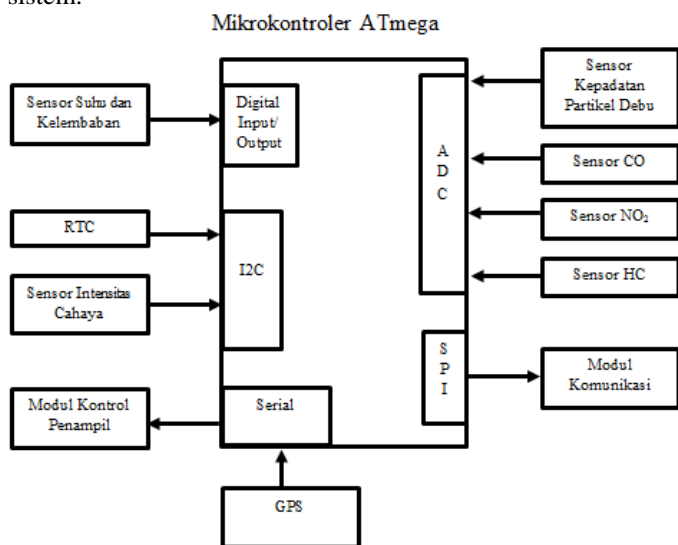 sistem.
Mikrokontroler ATmega
Sensor Suhu dan
Kelembaban
Digital
Input/
Output
A
D
C
Sensor
Kepadatan
Partikel Debu
Sensor CO
RTC
I2C
Sensor NO₂
Sensor Intensitas
Cahaya
Sensor HC
S
P
I
Modul
Komunikasi
Modul Kontrol
Penampil
Serial
GPS